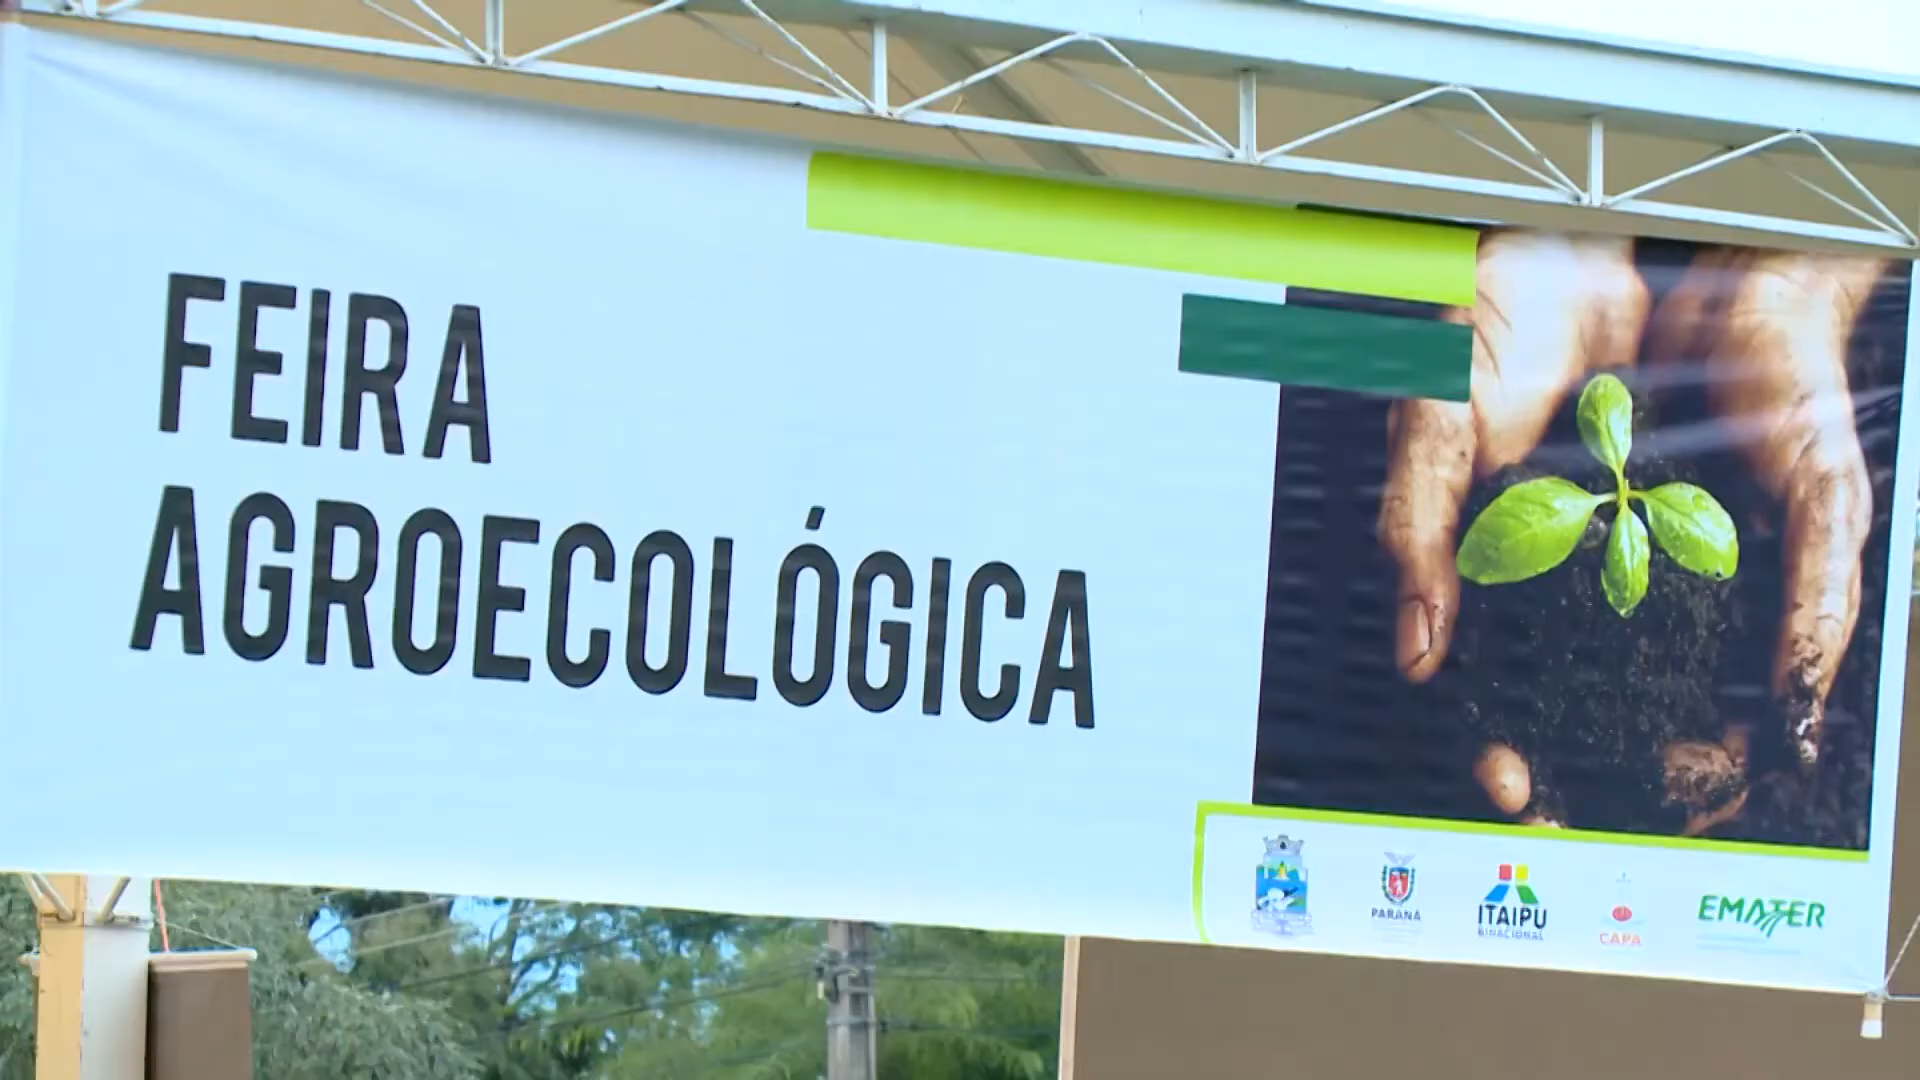 FEIRA
AGROECOLÓGICA
PARANÁ
ITAIPU
BINACIONAL
CAPA
EMATER